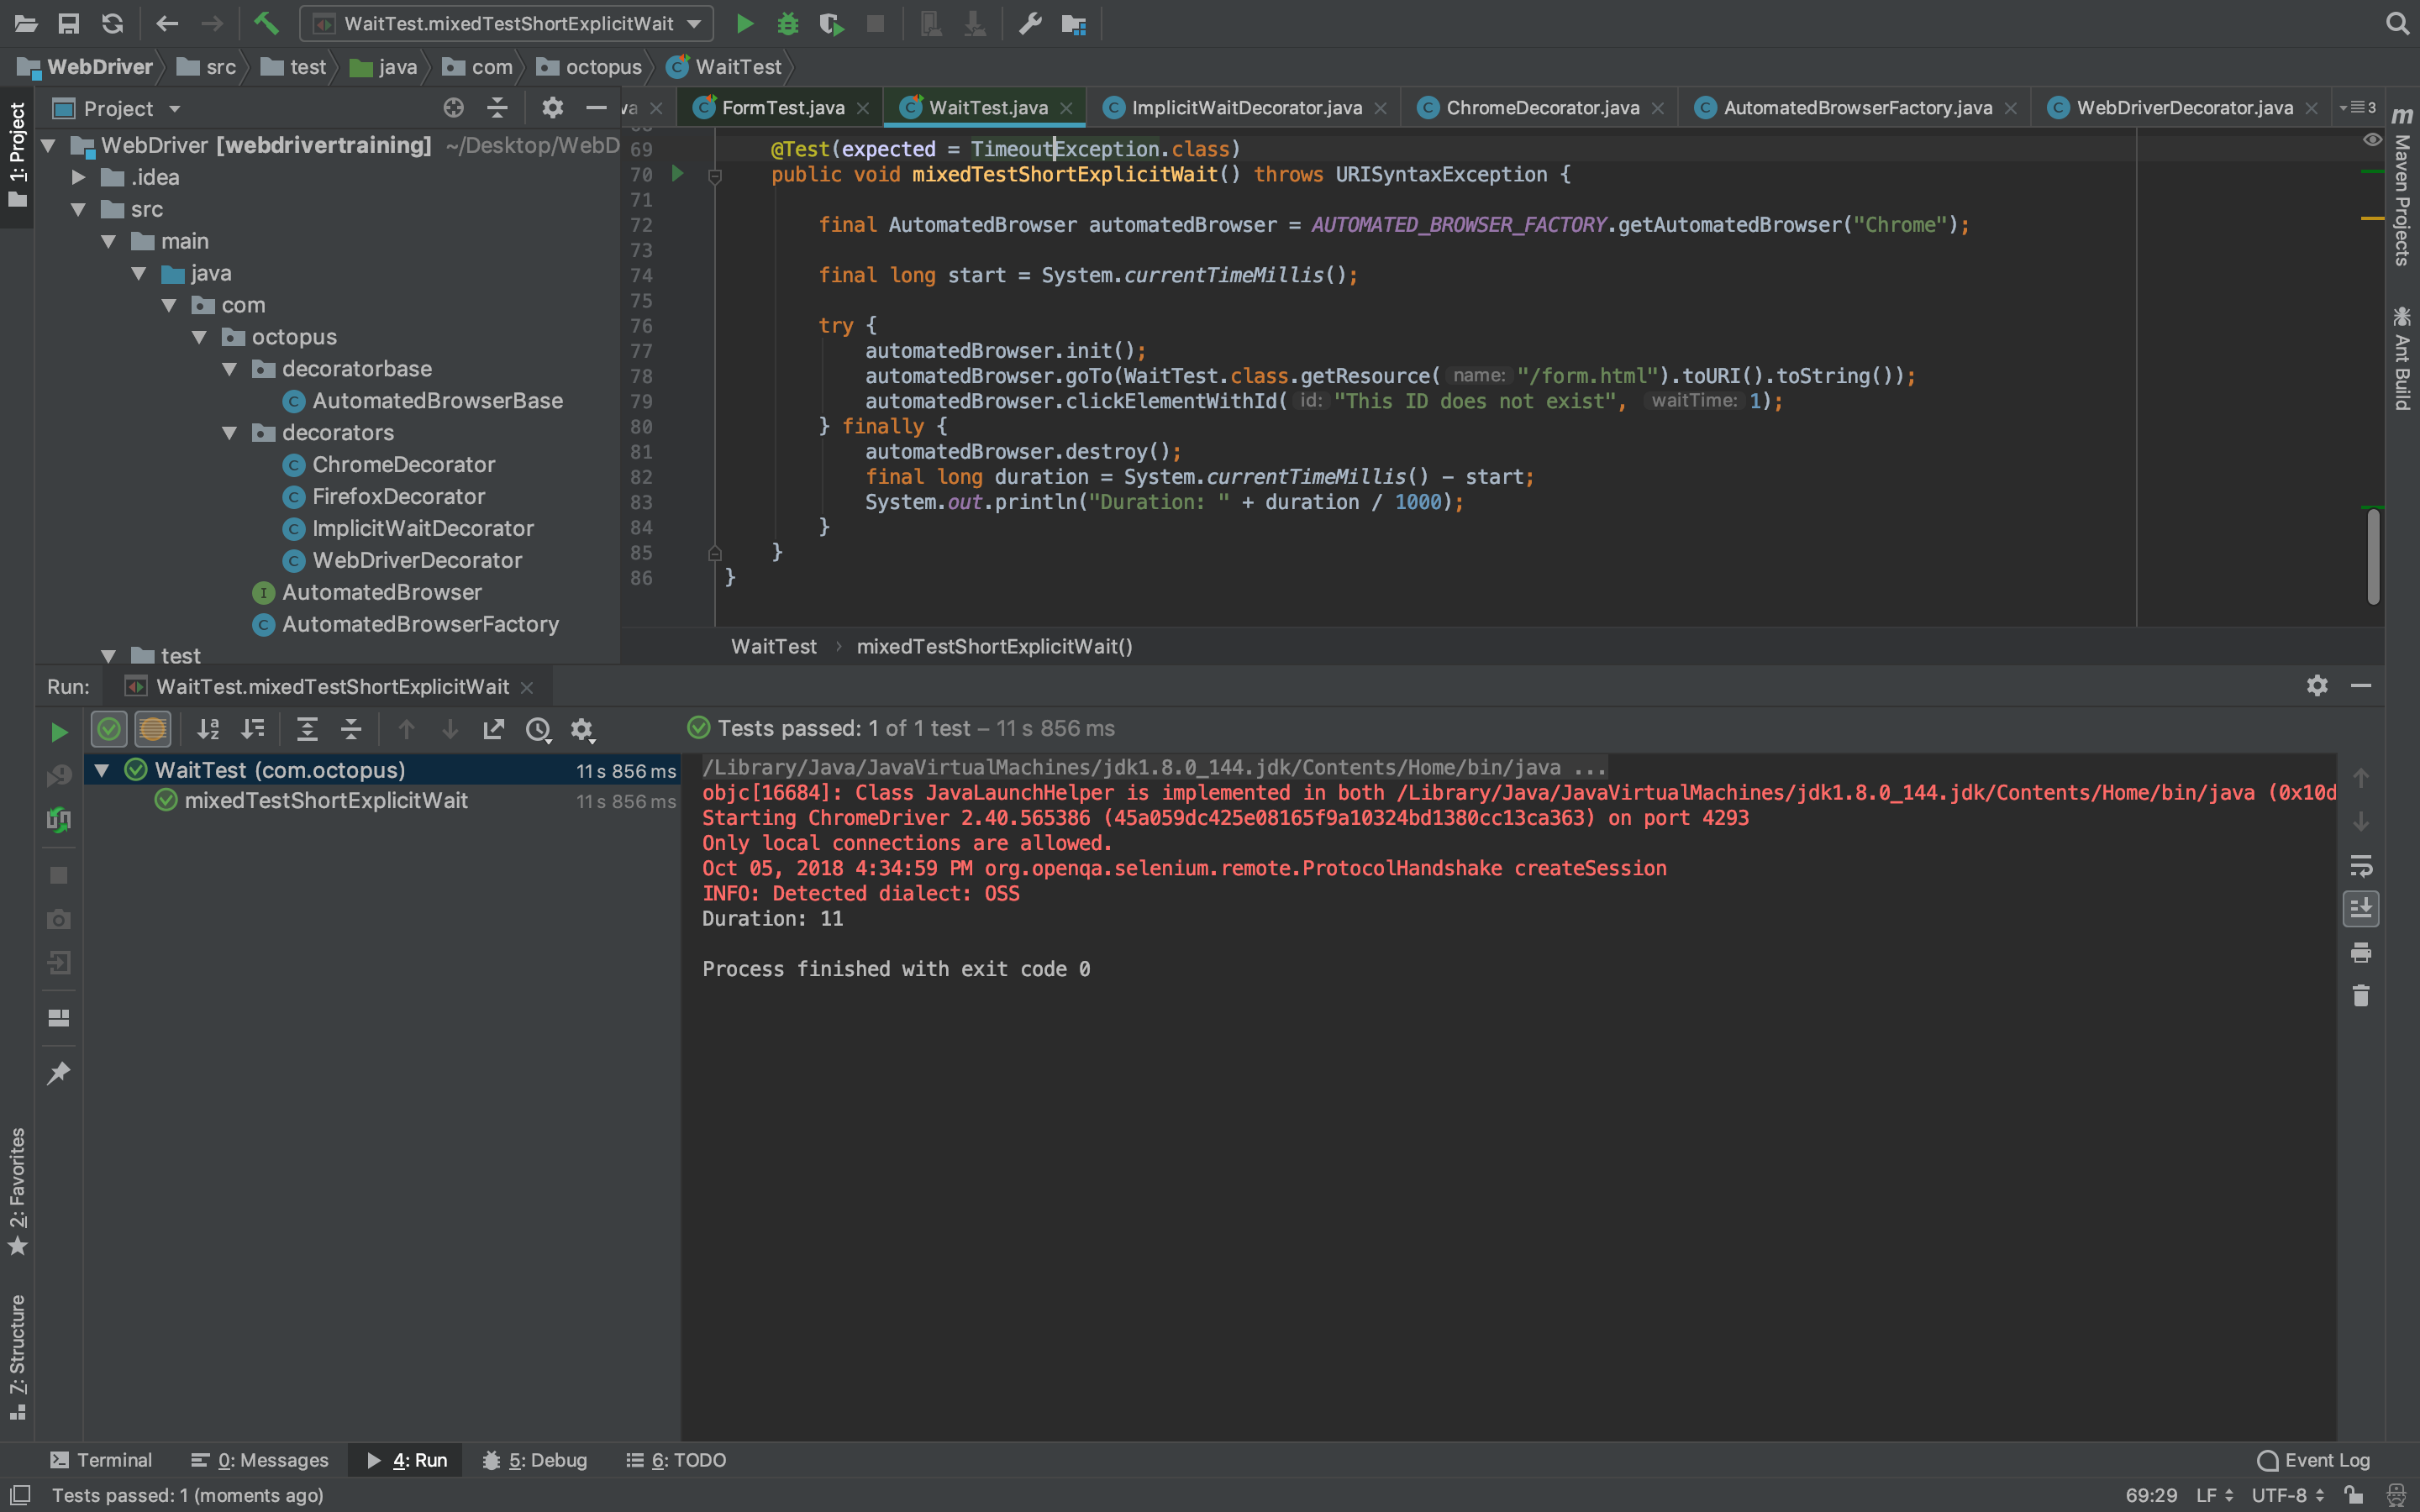 WaitTest.mixedTestShortExplicitWait
WebDriver
src
test
java
com
octopus
WaitTest
1: Project
Project
va
FormTest.java
WaitTest.java
ImplicitWaitDecorator.java
ChromeDecorator.java
AutomatedBrowserFactory.java
WebDriverDecorator.java
3
WebDriver [webdrivertraining] ~/Desktop/WebD
.idea
src
main
java
com
octopus
decoratorbase
AutomatedBrowserBase
decorators
ChromeDecorator
FirefoxDecorator
ImplicitWaitDecorator
WebDriverDecorator
AutomatedBrowser
AutomatedBrowserFactory
test
69 @Test(expected = TimeoutException.class)
70 public void mixedTestShortExplicitWait() throws URISyntaxException {
71
72 final AutomatedBrowser automatedBrowser = AUTOMATED_BROWSER_FACTORY.getAutomatedBrowser("Chrome");
73
74 final long start = System.currentTimeMillis();
75
76 try {
77 automatedBrowser.init();
78 automatedBrowser.goTo(WaitTest.class.getResource( name: "/form.html").toURI().toString());
79 automatedBrowser.clickElementWithId( id: "This ID does not exist", waitTime: 1);
80 } finally {
81 automatedBrowser.destroy();
82 final long duration = System.currentTimeMillis() - start;
83 System.out.println("Duration: " + duration / 1000);
84 }
85 }
86 }
WaitTest › mixedTestShortExplicitWait()
m Maven Projects
Ant Build
Run: WaitTest.mixedTestShortExplicitWait
Tests passed: 1 of 1 test – 11 s 856 ms
WaitTest (com.octopus) 11 s 856 ms
mixedTestShortExplicitWait 11 s 856 ms
/Library/Java/JavaVirtualMachines/jdk1.8.0_144.jdk/Contents/Home/bin/java ...
objc[16684]: Class JavaLaunchHelper is implemented in both /Library/Java/JavaVirtualMachines/jdk1.8.0_144.jdk/Contents/Home/bin/java (0x10d
Starting ChromeDriver 2.40.565386 (45a059dc425e08165f9a10324bd1380cc13ca363) on port 4293
Only local connections are allowed.
Oct 05, 2018 4:34:59 PM org.openqa.selenium.remote.ProtocolHandshake createSession
INFO: Detected dialect: OSS
Duration: 11
Process finished with exit code 0
2: Favorites
7: Structure
Terminal
0: Messages
4: Run
5: Debug
6: TODO
Event Log
Tests passed: 1 (moments ago)
69:29
LF
UTF-8